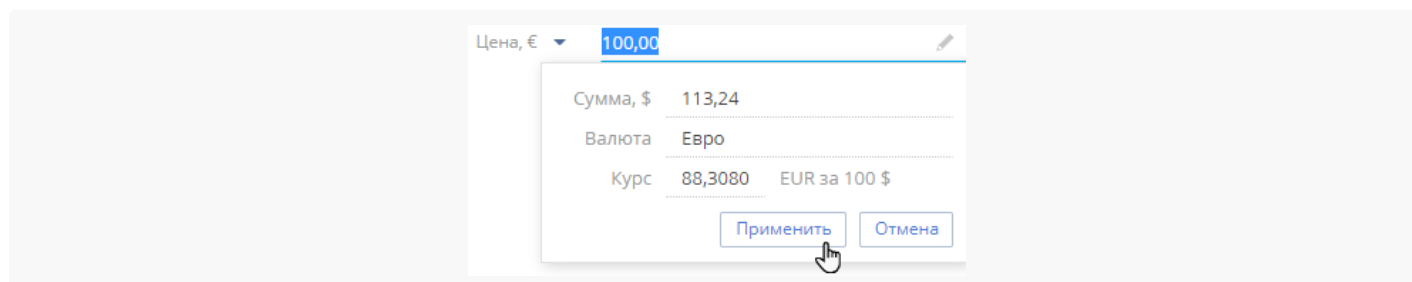 Цена, € 100,00
Сумма, $ 113,24
Валюта Евро
Курс 88,3080 EUR за 100 $
Применить Отмена